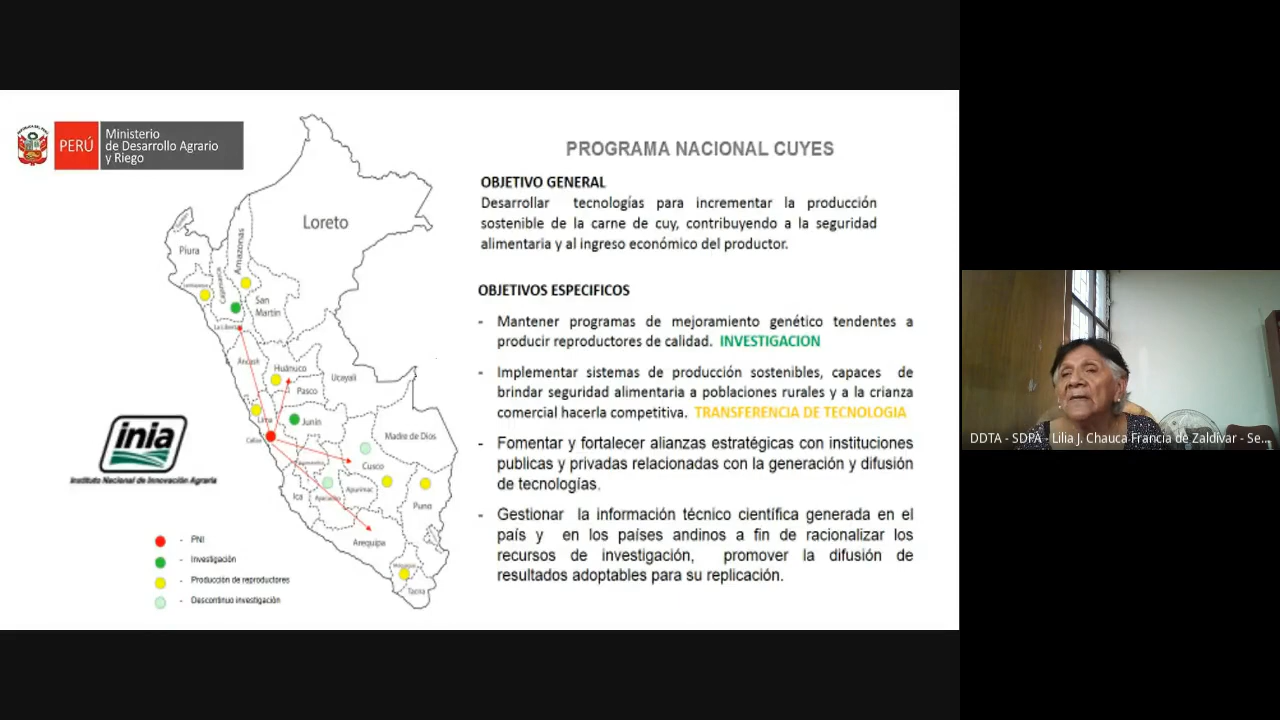 PERÚ
Ministerio
de Desarrollo Agrario
y Riego
PROGRAMA NACIONAL CUYES
OBJETIVO GENERAL
Desarrollar tecnologías para incrementar la producción
sostenible de la carne de cuy, contribuyendo a la seguridad
alimentaria y al ingreso económico del productor.
OBJETIVOS ESPECIFICOS
- Mantener programas de mejoramiento genético tendentes a
producir reproductores de calidad. INVESTIGACION
- Implementar sistemas de producción sostenibles, capaces de
brindar seguridad alimentaria a poblaciones rurales y a la crianza
comercial hacerla competitiva. TRANSFERENCIA DE TECNOLOGIA
- Fomentar y fortalecer alianzas estratégicas con instituciones
publicas y privadas relacionadas con la generación y difusión
de tecnologías.
- Gestionar la información técnico científica generada en el
país y en los países andinos a fin de racionalizar los
recursos de investigación, promover la difusión de
resultados adoptables para su replicación.
Loreto
Piura
Amazonas
Cajamarca
San
Martín
Ancash
Huánuco
Ucayali
Pasco
Lima
Junín
Callao
Madre de Dios
Cusco
Ica
Apurimac
Puno
Arequipa
Tacna
inia
Instituto Nacional de Innovación Agraria
- PNI
- Investigación
- Producción de reproductores
- Descontinuo investigación
DDTA - SDPA - Lilia J. Chauca Francia de Zaldivar - Se...